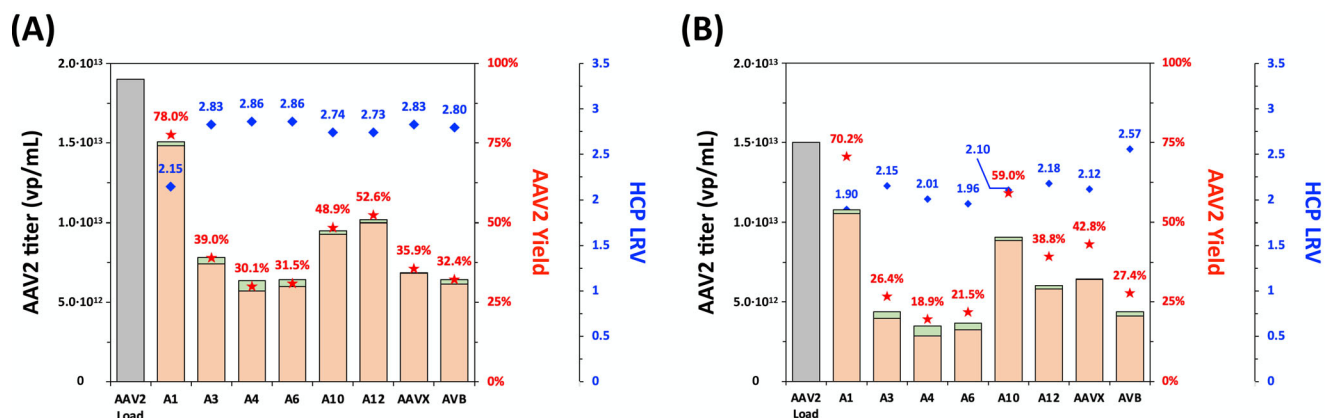 (A)
AAV2 titer (vp/mL)
2.0·10¹³
1.5·10¹³
1.0·10¹³
5.0·10¹²
0
78.0%
2.15
2.83
39.0%
2.86
30.1%
2.86
31.5%
2.74
48.9%
2.73
52.6%
2.83
35.9%
2.80
32.4%
AAV2
Load
A1
A3
A4
A6
A10
A12
AAVX
AVB
100%
75%
50%
25%
0%
AAV2 Yield
3.5
3
2.5
2
1.5
1
0.5
0
HCP LRV
(B)
AAV2 titer (vp/mL)
2.0·10¹³
1.5·10¹³
1.0·10¹³
5.0·10¹²
0
70.2%
1.90
2.15
26.4%
2.01
18.9%
1.96
21.5%
2.10
59.0%
2.18
38.8%
2.12
42.8%
2.57
27.4%
AAV2
Load
A1
A3
A4
A6
A10
A12
AAVX
AVB
100%
75%
50%
25%
0%
AAV2 Yield
3.5
3
2.5
2
1.5
1
0.5
0
HCP LRV